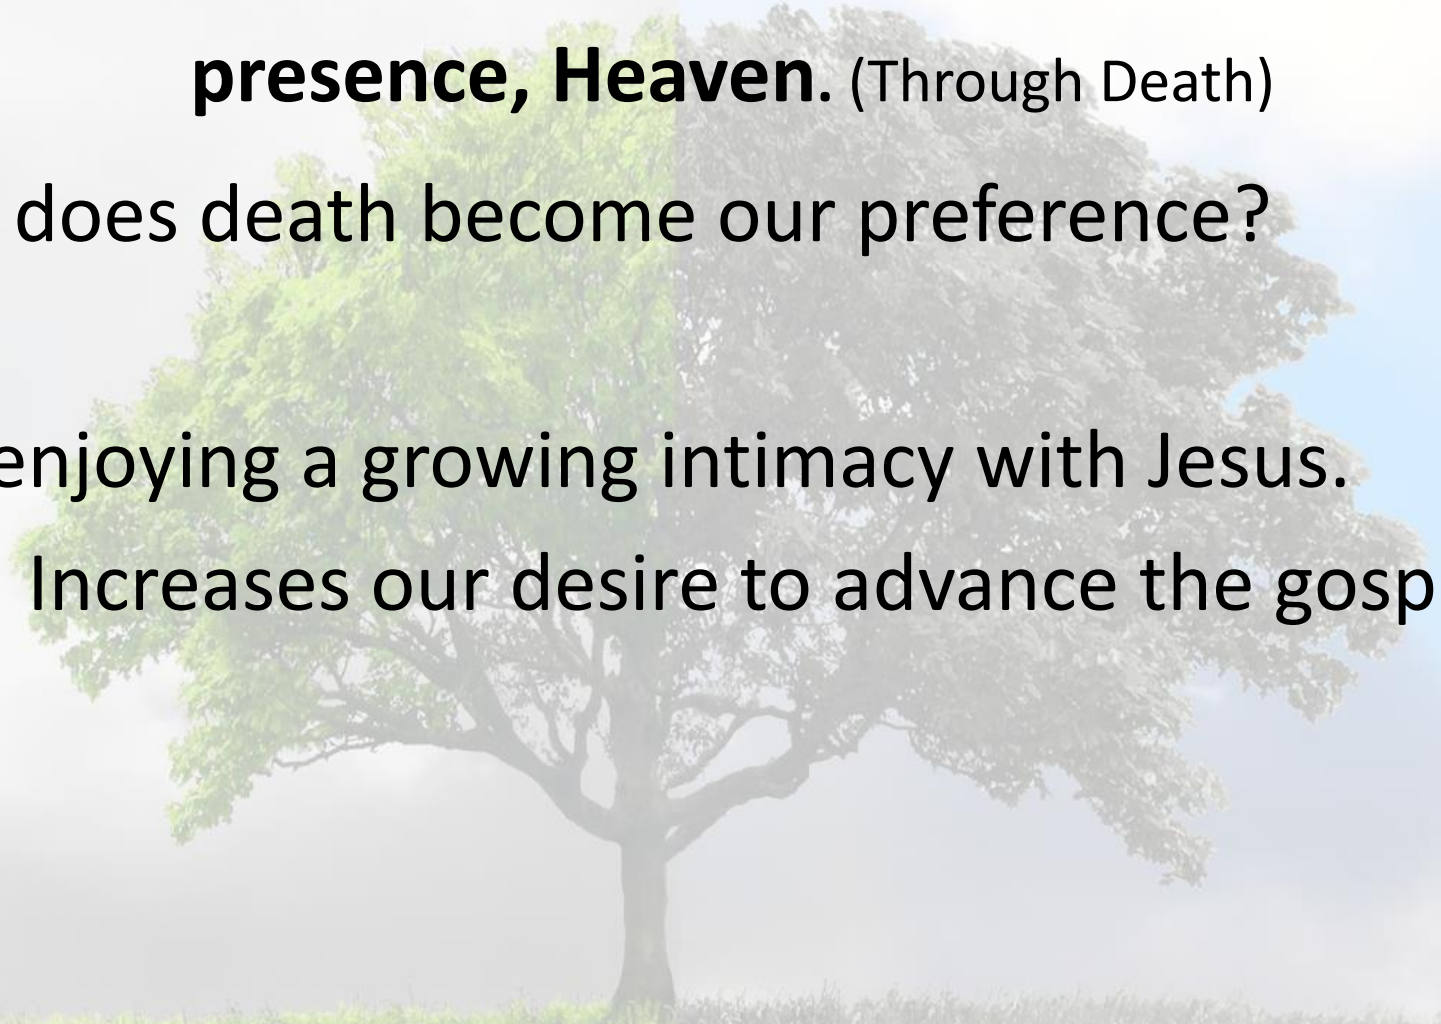 presence, Heaven. (Through Death)
does death become our preference?
enjoying a growing intimacy with Jesus.
Increases our desire to advance the gosp